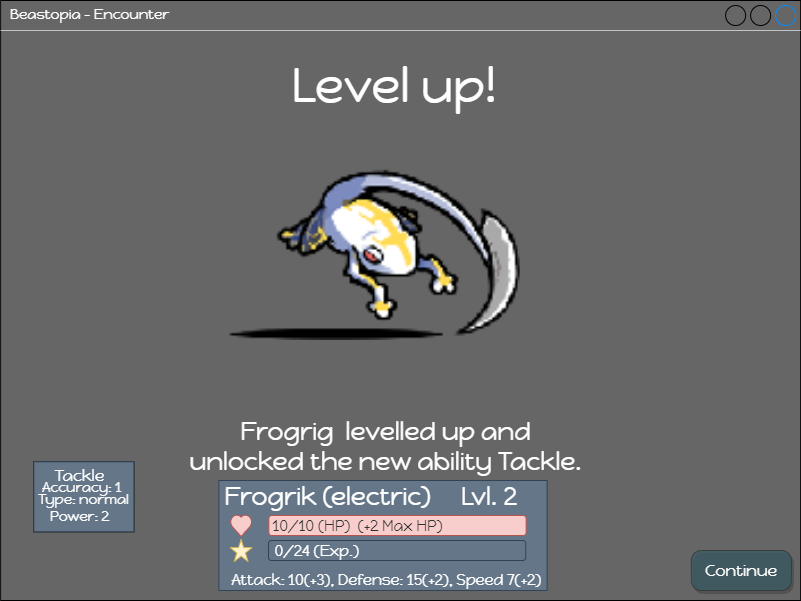 Beastopia - Encounter
Level up!
Frogrig levelled up and
unlocked the new ability Tackle.
Tackle
Accuracy: 1
Type: normal
Power: 2
Frogrik (electric) Lvl. 2
10/10 (HP) (+2 Max HP)
0/24 (Exp.)
Attack: 10(+3), Defense: 15(+2), Speed 7(+2)
Continue